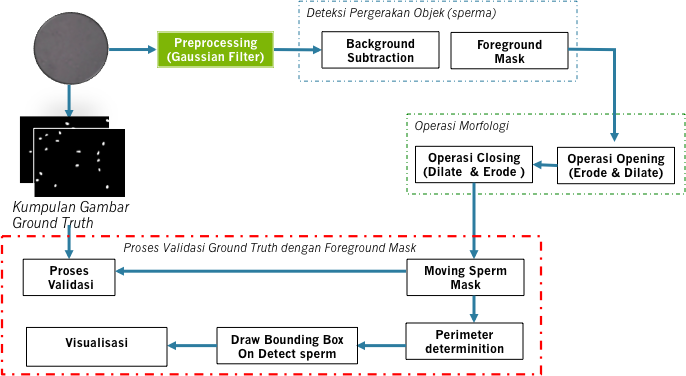 Deteksi Pergerakan Objek (sperma)
Preprocessing
(Gaussian Filter)
Background
Subtraction
Foreground
Mask
Operasi Morfologi
Operasi Closing
(Dilate & Erode )
Operasi Opening
(Erode & Dilate)
Kumpulan Gambar
Ground Truth
Proses Validasi Ground Truth dengan Foreground Mask
Proses
Validasi
Moving Sperm
Mask
Visualisasi
Draw Bounding Box
On Detect sperm
Perimeter
determinition